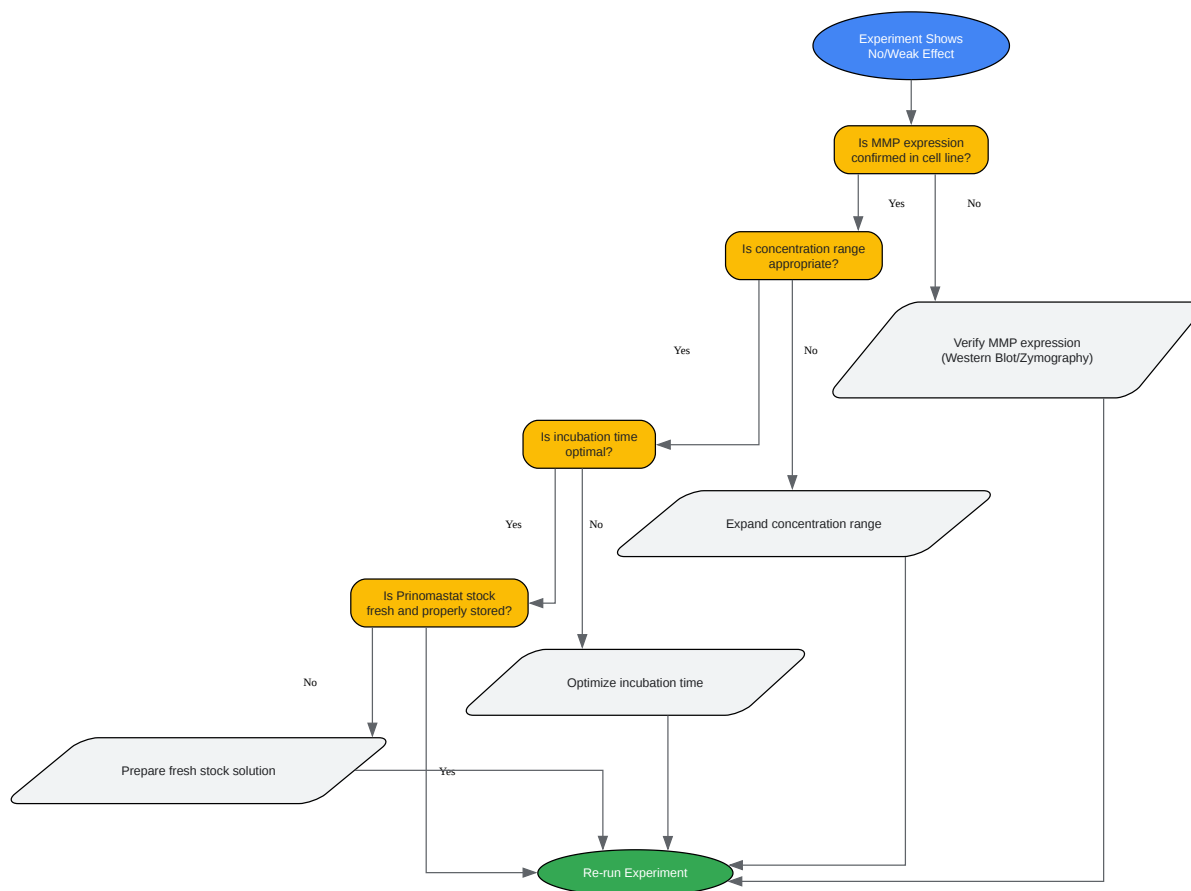 Experiment Shows
No/Weak Effect
Is MMP expression
confirmed in cell line?
Yes
No
Is concentration range
appropriate?
Verify MMP expression
(Western Blot/Zymography)
Yes
No
Is incubation time
optimal?
Expand concentration range
Yes
No
Is Prinomastat stock
fresh and properly stored?
No
Optimize incubation time
Prepare fresh stock solution
Yes
Re-run Experiment